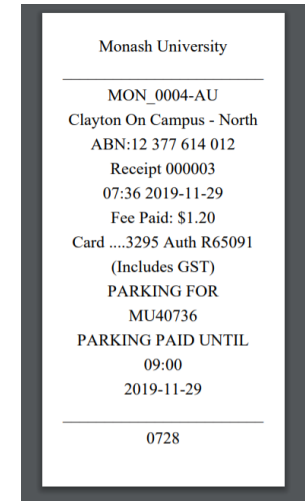 Monash University
MON_0004-AU
Clayton On Campus - North
ABN:12 377 614 012
Receipt 000003
07:36 2019-11-29
Fee Paid: $1.20
Card ....3295 Auth R65091
(Includes GST)
PARKING FOR
MU40736
PARKING PAID UNTIL
09:00
2019-11-29
0728